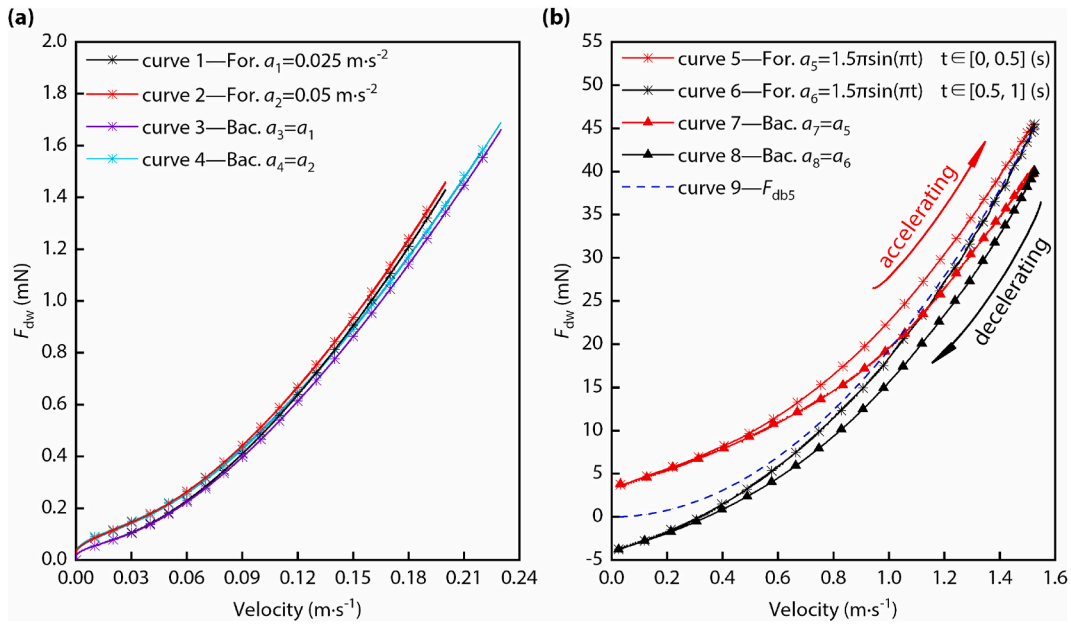 (a)
2.0
1.8
1.6
1.4
1.2
1.0
0.8
0.6
0.4
0.2
0.0
F_dw (mN)
curve 1—For. a₁=0.025 m·s⁻²
curve 2—For. a₂=0.05 m·s⁻²
curve 3—Bac. a₃=a₁
curve 4—Bac. a₄=a₂
0.00 0.03 0.06 0.09 0.12 0.15 0.18 0.21 0.24
Velocity (m·s⁻¹)
(b)
55
50
45
40
35
30
25
20
15
10
5
0
-5
F_dw (mN)
curve 5—For. a₅=1.5πsin(πt) t∈[0, 0.5] (s)
curve 6—For. a₆=1.5πsin(πt) t∈[0.5, 1] (s)
curve 7—Bac. a₇=a₅
curve 8—Bac. a₈=a₆
curve 9—F_db5
accelerating
decelerating
0.0 0.2 0.4 0.6 0.8 1.0 1.2 1.4 1.6
Velocity (m·s⁻¹)